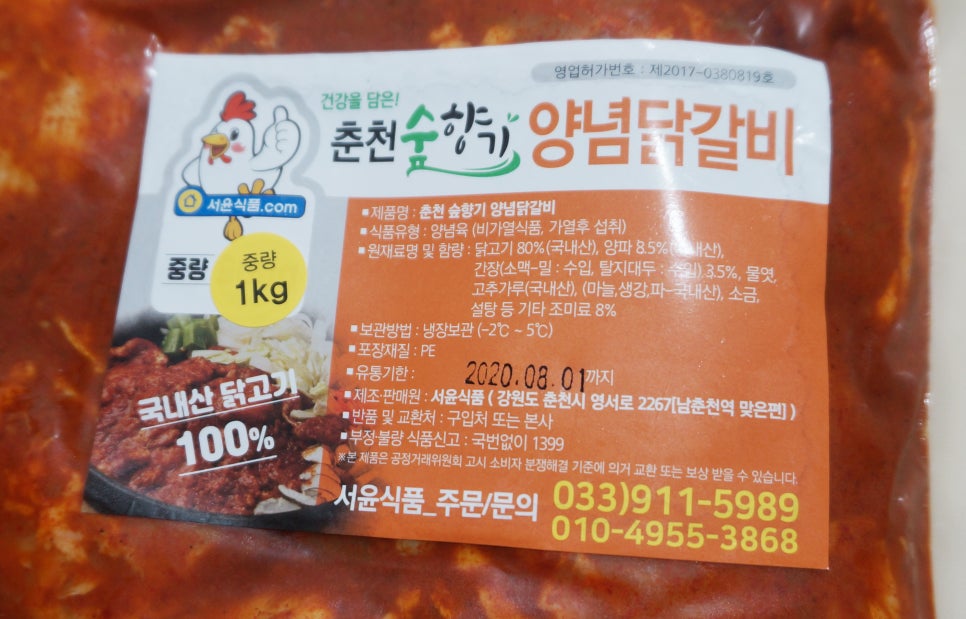 영업허가번호 : 제2017-0380819호
건강을 담은!
춘천 숲향기 양념닭갈비
서윤식품.com
중량
중량
1kg
국내산 닭고기
100%
■ 제품명 : 춘천 숲향기 양념닭갈비
■ 식품유형 : 양념육 (비가열식품, 가열후 섭취)
■ 원재료명 및 함량 : 닭고기 80%(국내산), 양파 8.5%(국내산),
간장(소맥-밀 : 수입, 탈지대두 : 수입) 3.5%, 물엿,
고추가루(국내산), (마늘,생강,파-국내산), 소금,
설탕 등 기타 조미료 8%
■ 보관방법 : 냉장보관 (-2℃ ~ 5℃)
■ 포장재질 : PE
■ 유통기한 : 2020.08.01까지
■ 제조·판매원 : 서윤식품 ( 강원도 춘천시 영서로 2267[남춘천역 맞은편] )
■ 반품 및 교환처 : 구입처 또는 본사
■ 부정·불량 식품신고 : 국번없이 1399
※ 본 제품은 공정거래위원회 고시 소비자 분쟁해결 기준에 의거 교환 또는 보상 받을 수 있습니다.
서윤식품_주문/문의 033)911-5989
010-4955-3868